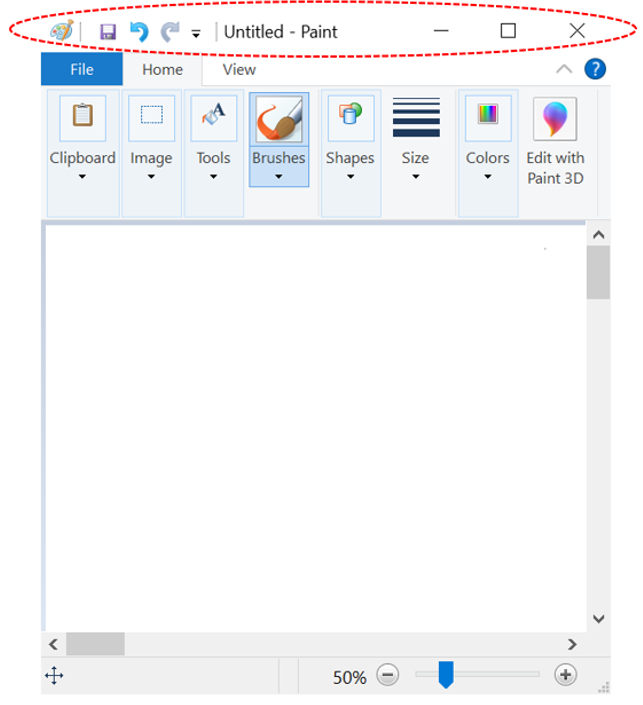 Untitled - Paint
File Home View ?
Clipboard Image Tools Brushes Shapes Size Colors Edit with
Paint 3D
50%